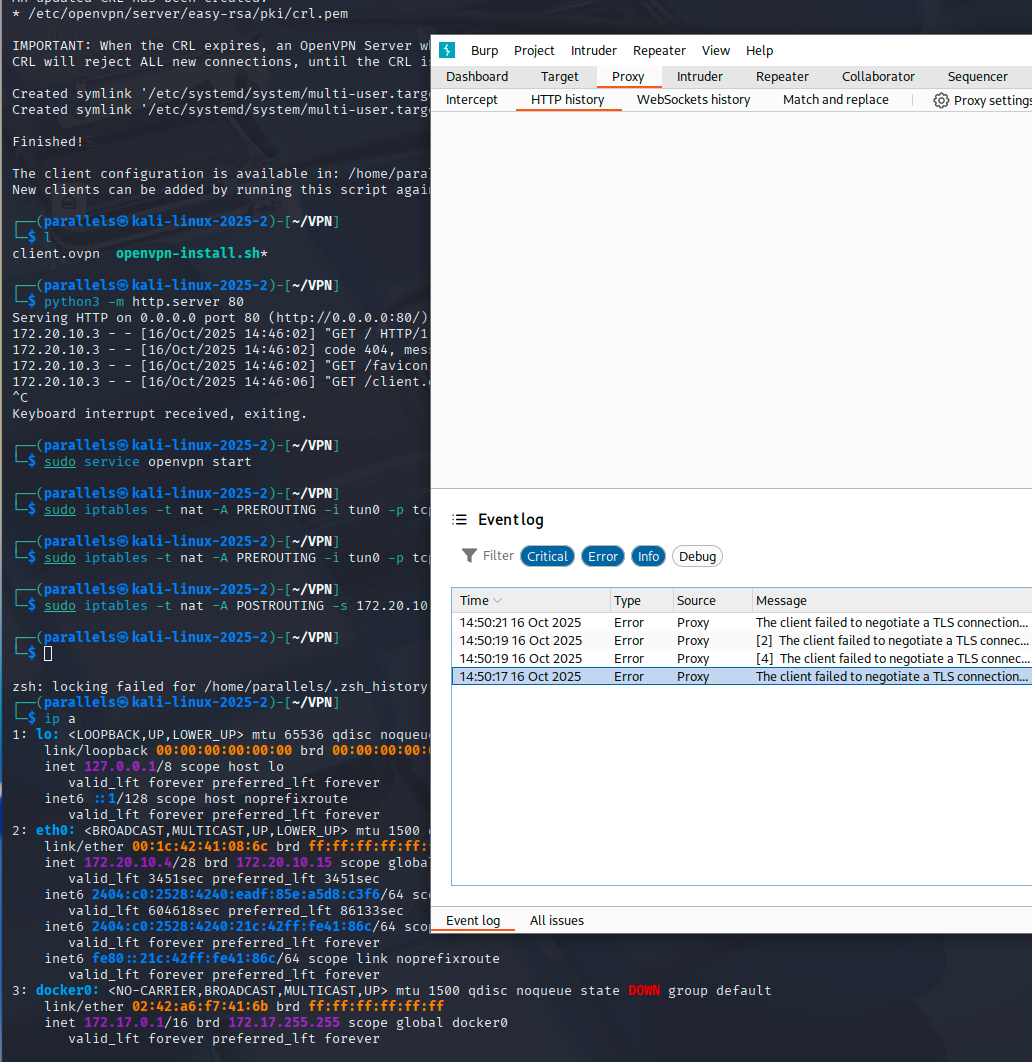 An updated CRL has been created.
* /etc/openvpn/server/easy-rsa/pki/crl.pem
IMPORTANT: When the CRL expires, an OpenVPN Server wh
CRL will reject ALL new connections, until the CRL is
Created symlink '/etc/systemd/system/multi-user.targe
Created symlink '/etc/systemd/system/multi-user.targe
Finished!
The client configuration is available in: /home/paral
New clients can be added by running this script agai
┌──(parallels㉿kali-linux-2025-2)-[~/VPN]
└─$ l
client.ovpn  openvpn-install.sh*
┌──(parallels㉿kali-linux-2025-2)-[~/VPN]
└─$ python3 -m http.server 80
Serving HTTP on 0.0.0.0 port 80 (http://0.0.0.0:80/)
172.20.10.3 - - [16/Oct/2025 14:46:02] "GET / HTTP/1.
172.20.10.3 - - [16/Oct/2025 14:46:02] code 404, mess
172.20.10.3 - - [16/Oct/2025 14:46:02] "GET /favicon
172.20.10.3 - - [16/Oct/2025 14:46:06] "GET /client.o
^C
Keyboard interrupt received, exiting.
┌──(parallels㉿kali-linux-2025-2)-[~/VPN]
└─$ sudo service openvpn start
┌──(parallels㉿kali-linux-2025-2)-[~/VPN]
└─$ sudo iptables -t nat -A PREROUTING -i tun0 -p tcp
┌──(parallels㉿kali-linux-2025-2)-[~/VPN]
└─$ sudo iptables -t nat -A PREROUTING -i tun0 -p tcp
┌──(parallels㉿kali-linux-2025-2)-[~/VPN]
└─$ sudo iptables -t nat -A POSTROUTING -s 172.20.10
┌──(parallels㉿kali-linux-2025-2)-[~/VPN]
└─$
zsh: locking failed for /home/parallels/.zsh_history
┌──(parallels㉿kali-linux-2025-2)-[~/VPN]
└─$ ip a
1: lo: <LOOPBACK,UP,LOWER_UP> mtu 65536 qdisc noqueue
link/loopback 00:00:00:00:00:00 brd 00:00:00:00:0
inet 127.0.0.1/8 scope host lo
valid_lft forever preferred_lft forever
inet6 ::1/128 scope host noprefixroute
valid_lft forever preferred_lft forever
2: eth0: <BROADCAST,MULTICAST,UP,LOWER_UP> mtu 1500 q
link/ether 00:1c:42:41:08:6c brd ff:ff:ff:ff:ff:
inet 172.20.10.4/28 brd 172.20.10.15 scope global
valid_lft 3451sec preferred_lft 3451sec
inet6 2404:c0:2528:4240:eadf:85e:a5d8:c3f6/64 sco
valid_lft 604618sec preferred_lft 86133sec
inet6 2404:c0:2528:4240:21c:42ff:fe41:86c/64 scop
valid_lft forever preferred_lft forever
inet6 fe80::21c:42ff:fe41:86c/64 scope link noprefixroute
valid_lft forever preferred_lft forever
3: docker0: <NO-CARRIER,BROADCAST,MULTICAST,UP> mtu 1500 qdisc noqueue state DOWN group default
link/ether 02:42:a6:f7:41:6b brd ff:ff:ff:ff:ff:ff
inet 172.17.0.1/16 brd 172.17.255.255 scope global docker0
valid_lft forever preferred_lft forever
Burp Project Intruder Repeater View Help
Dashboard Target Proxy Intruder Repeater Collaborator Sequencer
Intercept HTTP history WebSockets history Match and replace Proxy settings
Event log
Filter Critical Error Info Debug
Time Type Source Message
14:50:21 16 Oct 2025 Error Proxy The client failed to negotiate a TLS connection...
14:50:19 16 Oct 2025 Error Proxy [2] The client failed to negotiate a TLS connec...
14:50:19 16 Oct 2025 Error Proxy [4] The client failed to negotiate a TLS connec...
14:50:17 16 Oct 2025 Error Proxy The client failed to negotiate a TLS connection...
Event log All issues